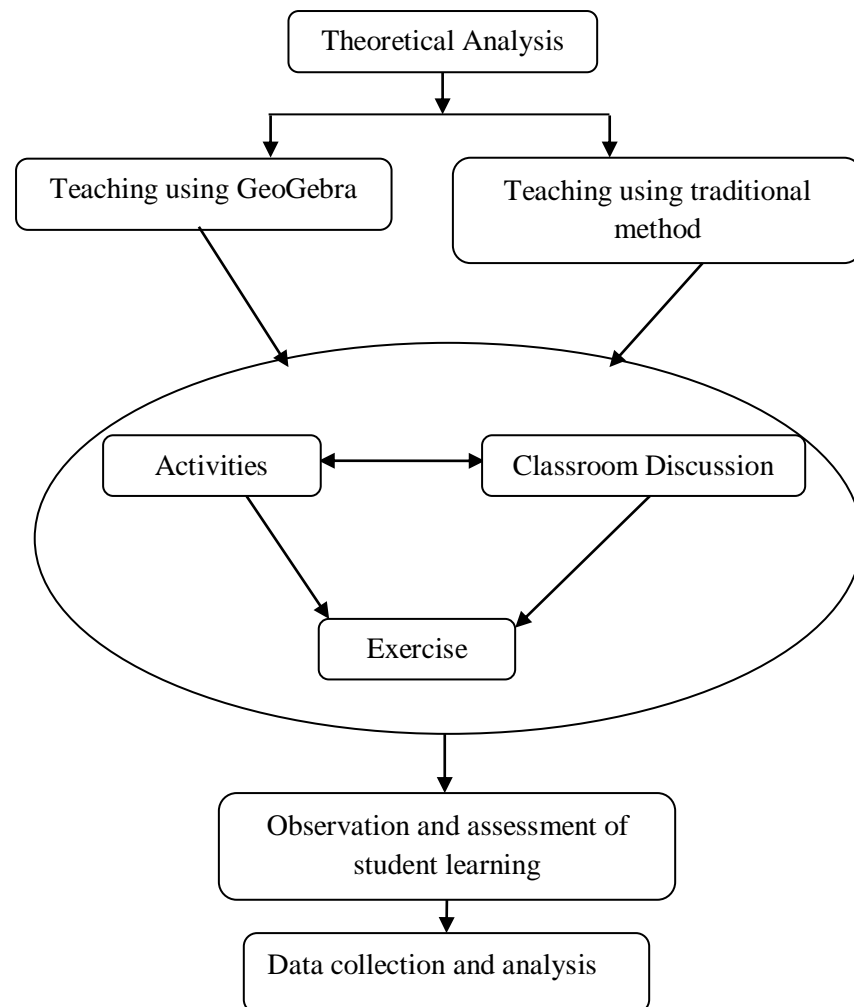 Theoretical Analysis
Teaching using GeoGebra
Teaching using traditional
method
Activities
Classroom Discussion
Exercise
Observation and assessment of
student learning
Data collection and analysis